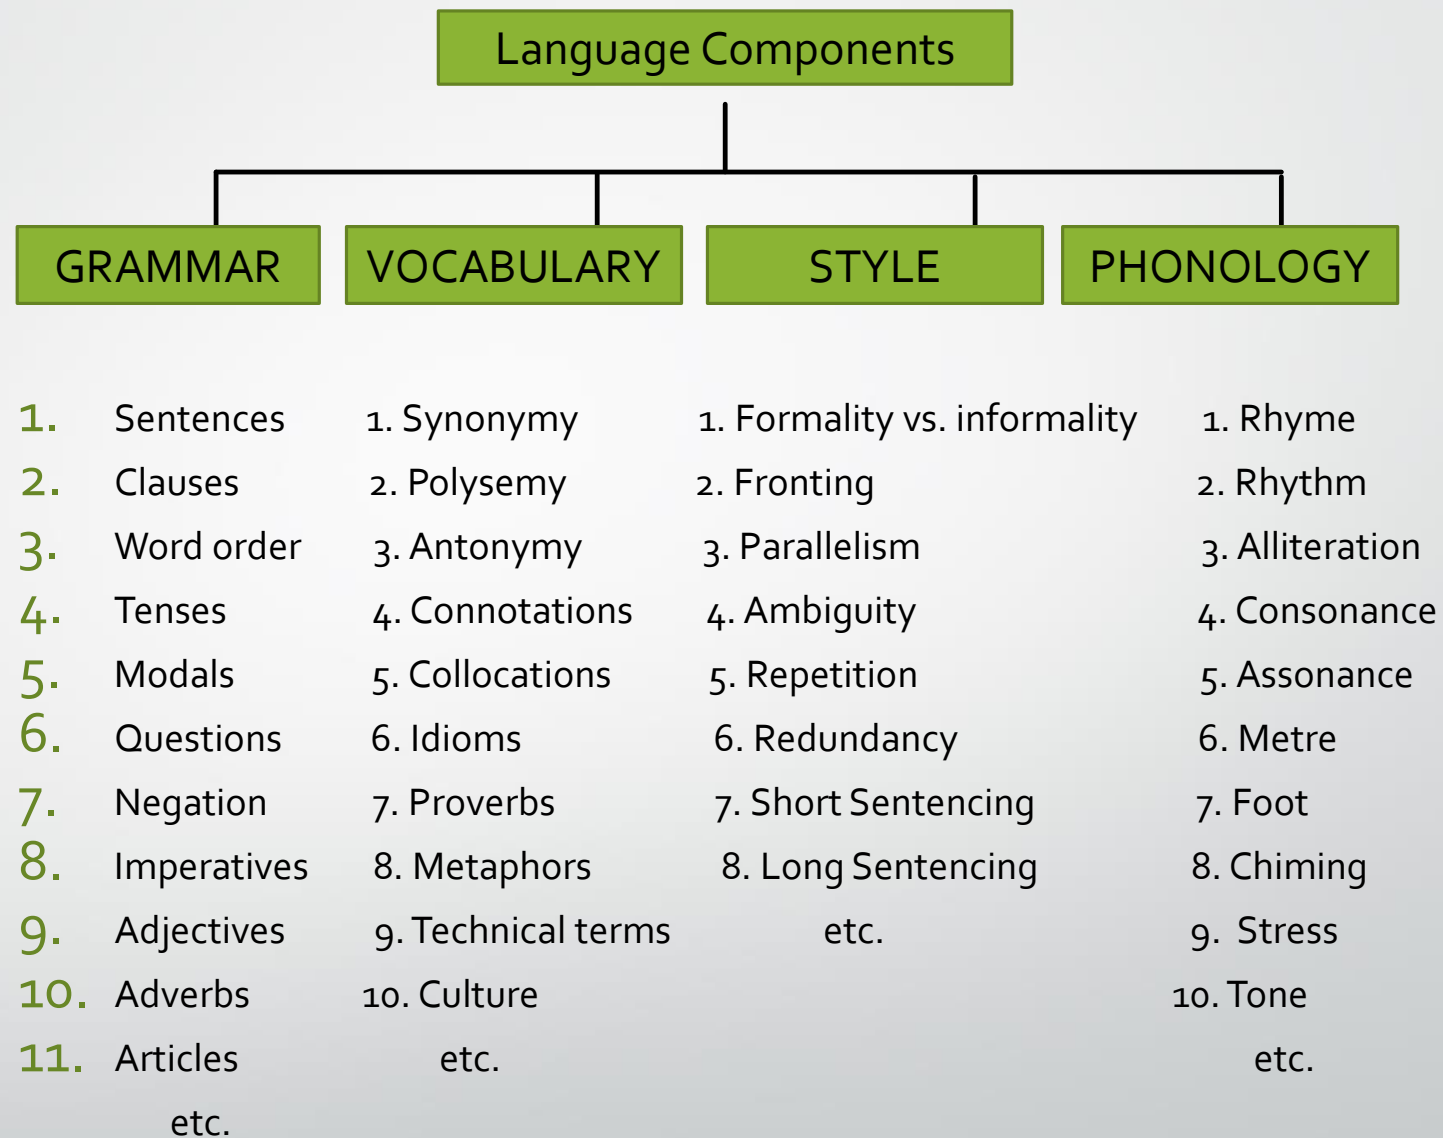 Language Components
GRAMMAR VOCABULARY STYLE PHONOLOGY
1. Sentences 1. Synonymy 1. Formality vs. informality 1. Rhyme
2. Clauses 2. Polysemy 2. Fronting 2. Rhythm
3. Word order 3. Antonymy 3. Parallelism 3. Alliteration
4. Tenses 4. Connotations 4. Ambiguity 4. Consonance
5. Modals 5. Collocations 5. Repetition 5. Assonance
6. Questions 6. Idioms 6. Redundancy 6. Metre
7. Negation 7. Proverbs 7. Short Sentencing 7. Foot
8. Imperatives 8. Metaphors 8. Long Sentencing 8. Chiming
9. Adjectives 9. Technical terms etc. 9. Stress
10. Adverbs 10. Culture 10. Tone
11. Articles etc. etc.
etc.